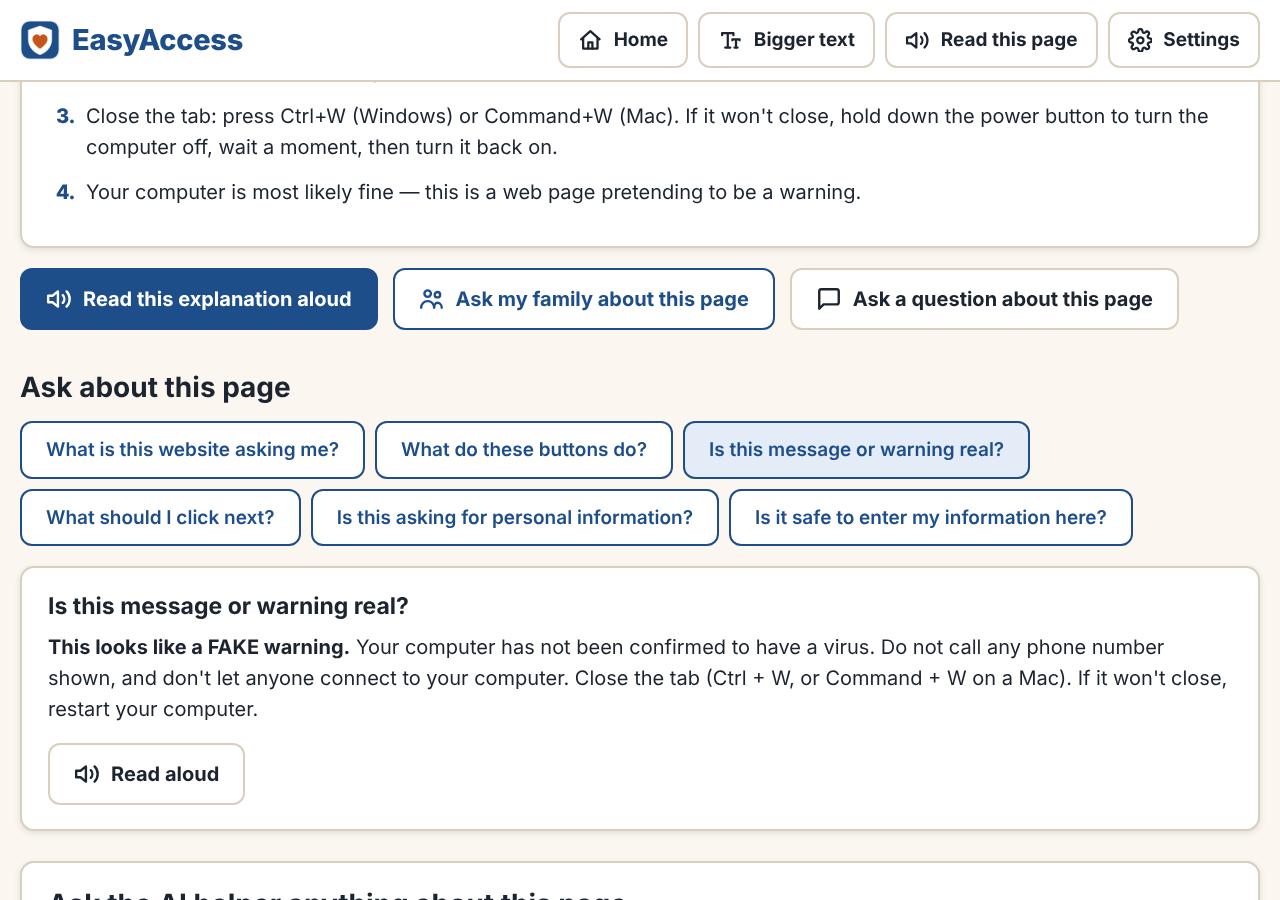 EasyAccess
Home
Bigger text
Read this page
Settings
3. Close the tab: press Ctrl+W (Windows) or Command+W (Mac). If it won't close, hold down the power button to turn the
computer off, wait a moment, then turn it back on.
4. Your computer is most likely fine — this is a web page pretending to be a warning.
Read this explanation aloud
Ask my family about this page
Ask a question about this page
Ask about this page
What is this website asking me?
What do these buttons do?
Is this message or warning real?
What should I click next?
Is this asking for personal information?
Is it safe to enter my information here?
Is this message or warning real?
This looks like a FAKE warning. Your computer has not been confirmed to have a virus. Do not call any phone number
shown, and don't let anyone connect to your computer. Close the tab (Ctrl + W, or Command + W on a Mac). If it won't close,
restart your computer.
Read aloud
Ask the AI helper anything about this page